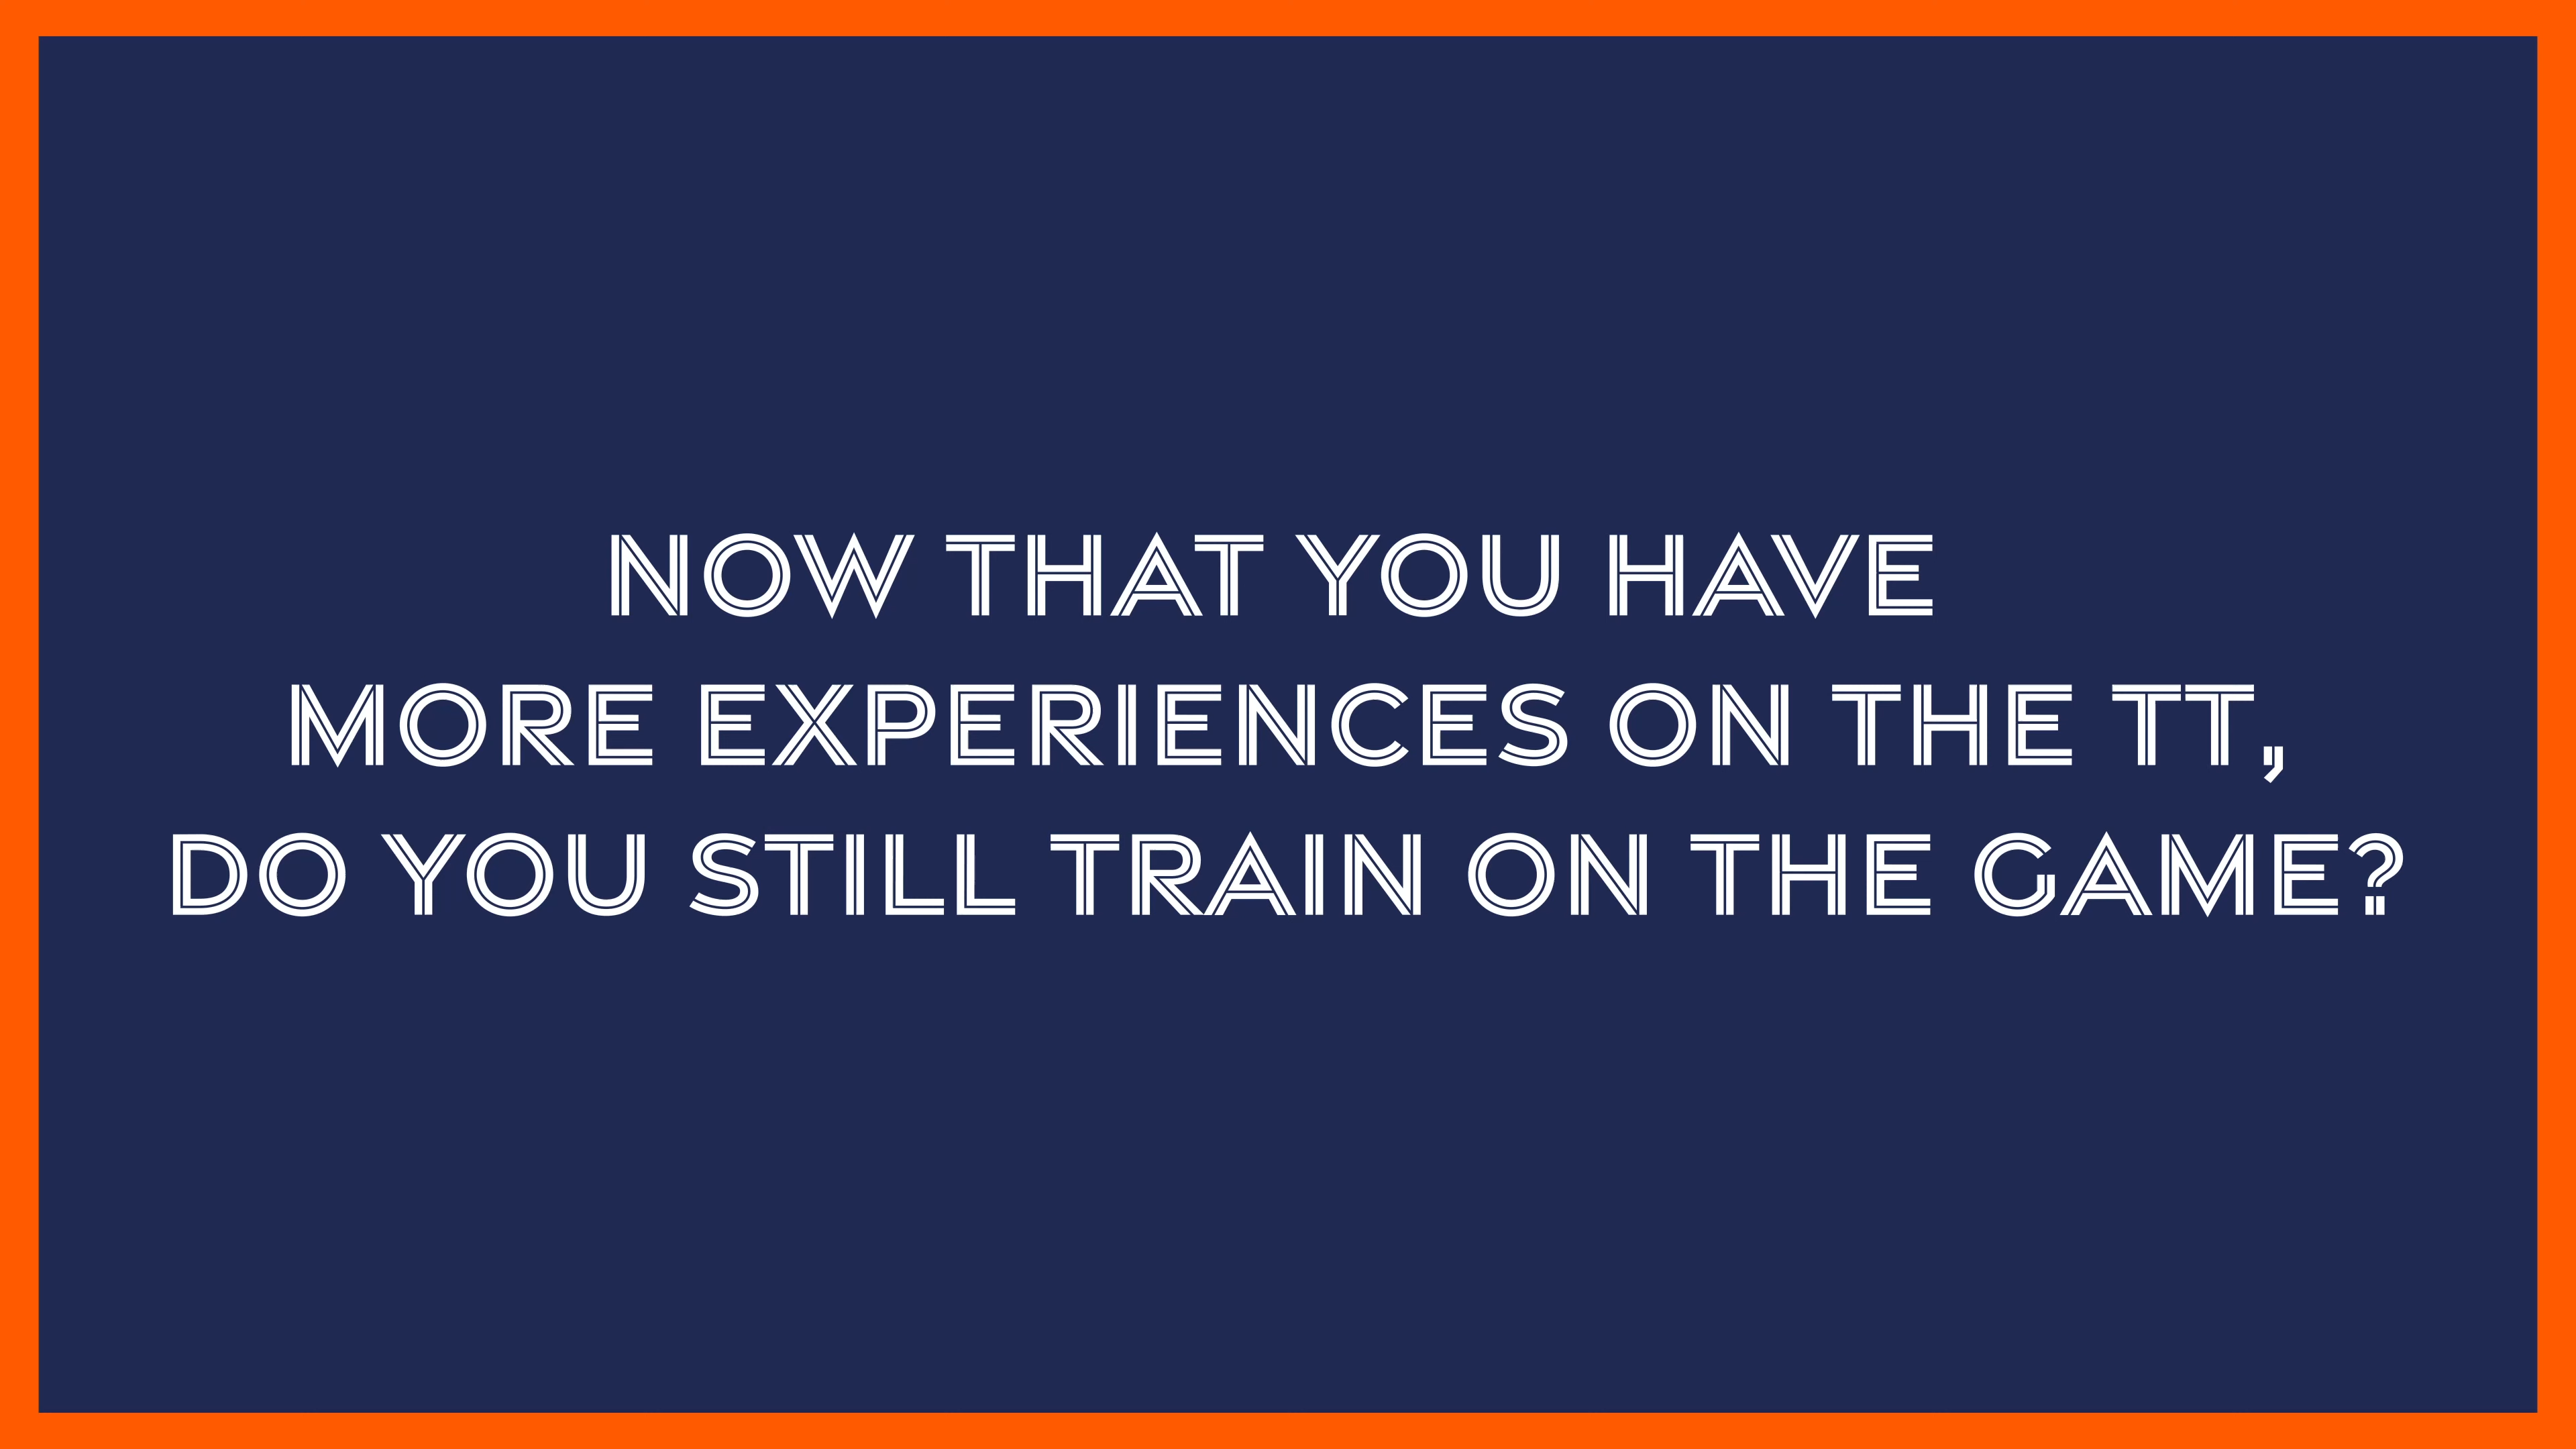 NOW THAT YOU HAVE
MORE EXPERIENCES ON THE TT,
DO YOU STILL TRAIN ON THE GAME?